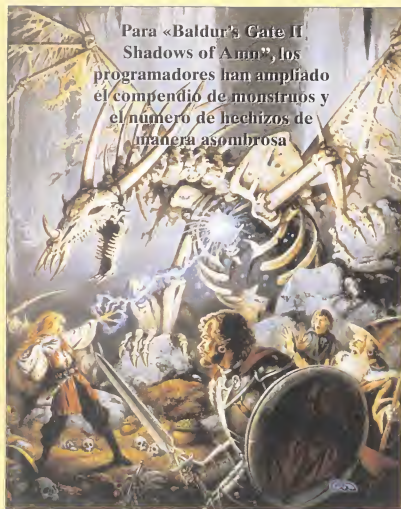 Para «Baldur's Gate II
Shadows of Amn", los
programadores han ampliado
el compendio de monstruos y
el número de hechizos de
manera asombrosa